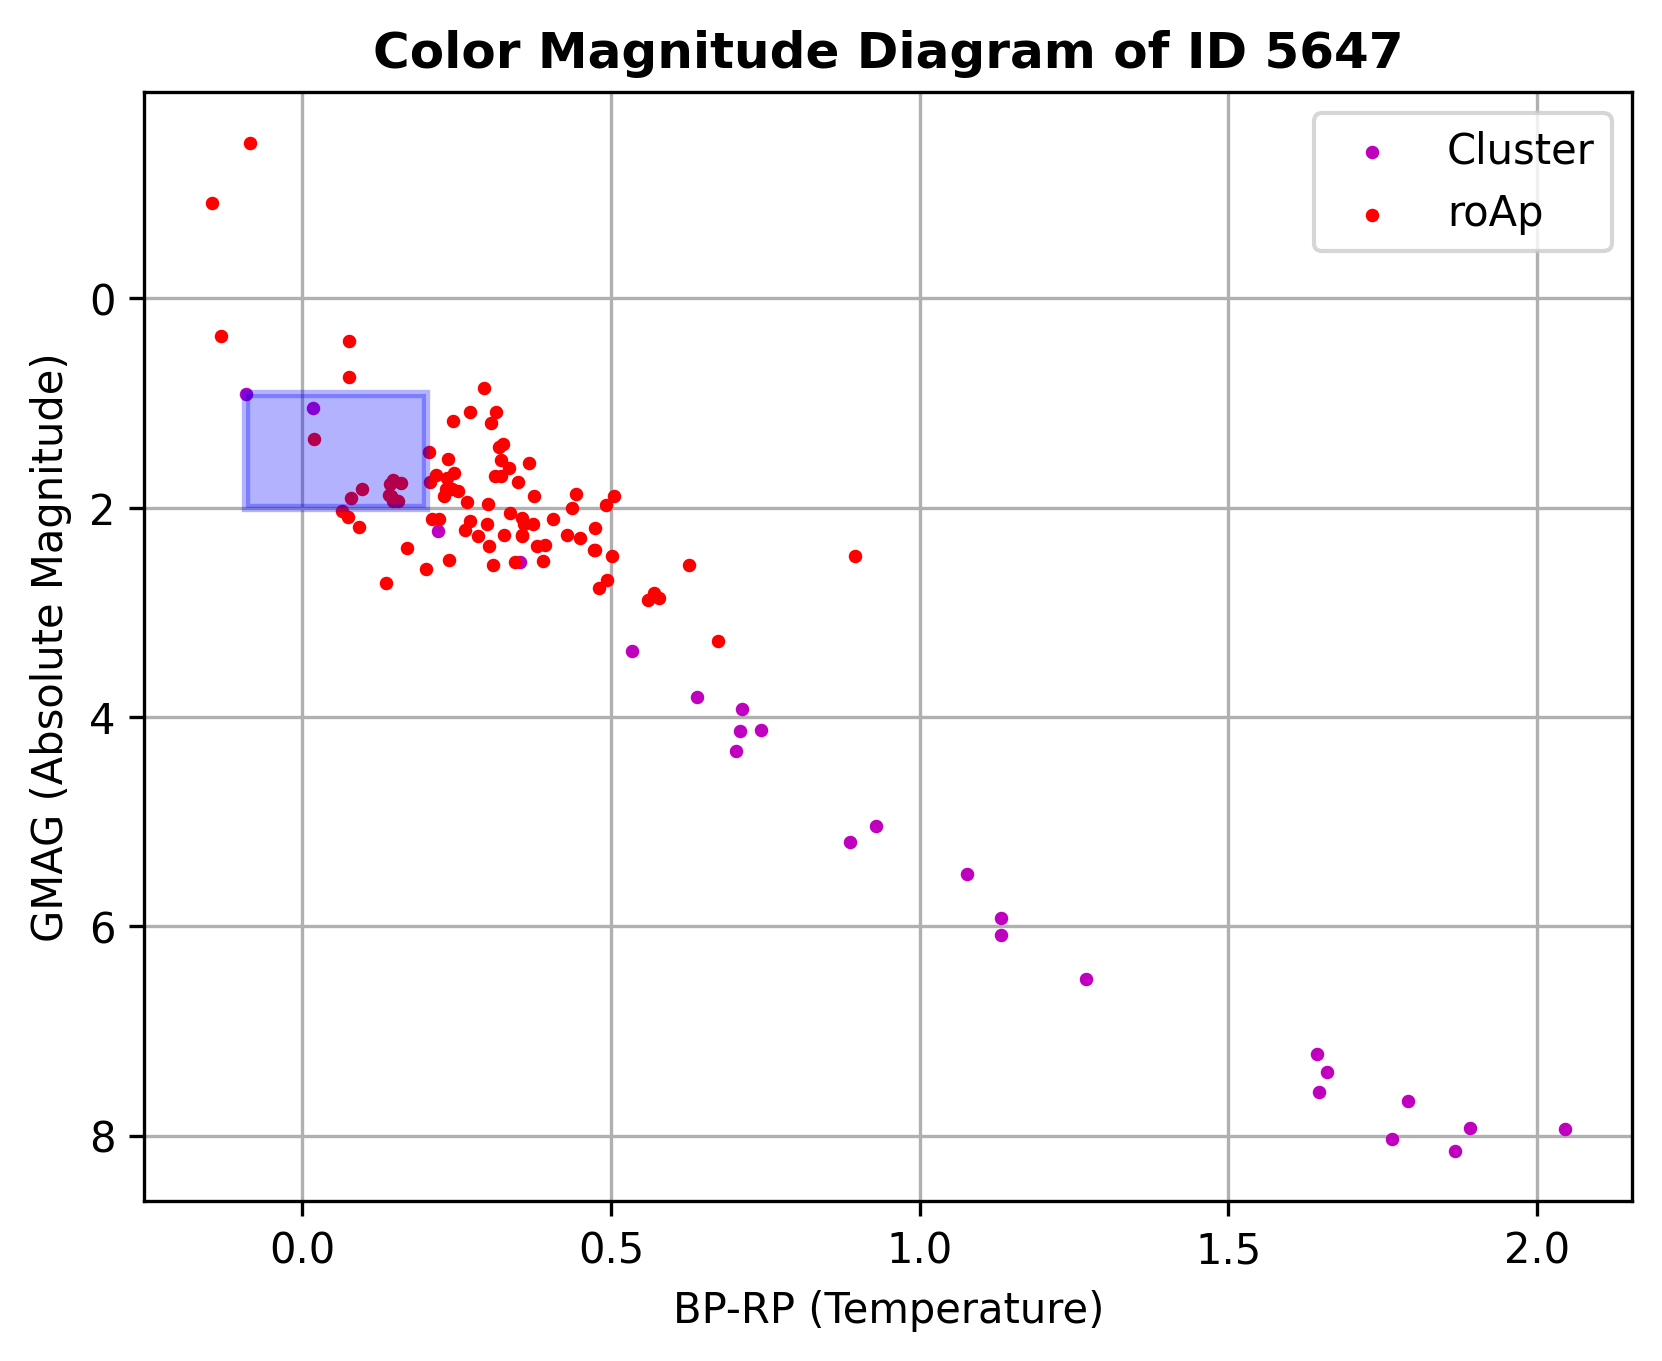 Color Magnitude Diagram of ID 5647
Cluster
roAp
GMAG (Absolute Magnitude)
0
2
4
6
8
0.0 0.5 1.0 1.5 2.0
BP-RP (Temperature)